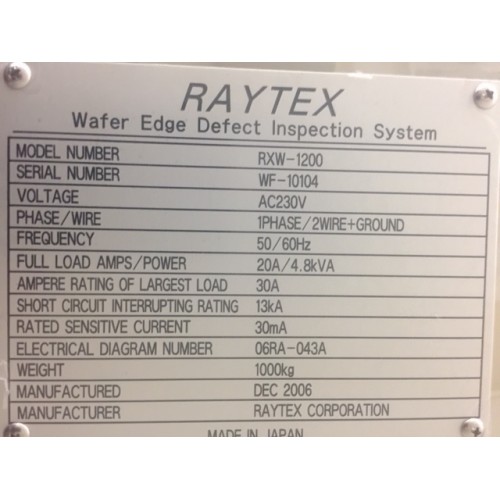 RAYTEX
Wafer Edge Defect Inspection System
MODEL NUMBER RXW-1200
SERIAL NUMBER WF-10104
VOLTAGE AC230V
PHASE/WIRE 1PHASE/2WIRE+GROUND
FREQUENCY 50/60Hz
FULL LOAD AMPS/POWER 20A/4.8kVA
AMPERE RATING OF LARGEST LOAD 30A
SHORT CIRCUIT INTERRUPTING RATING 13kA
RATED SENSITIVE CURRENT 30mA
ELECTRICAL DIAGRAM NUMBER 06RA-043A
WEIGHT 1000kg
MANUFACTURED DEC 2006
MANUFACTURER RAYTEX CORPORATION
MADE IN JAPAN